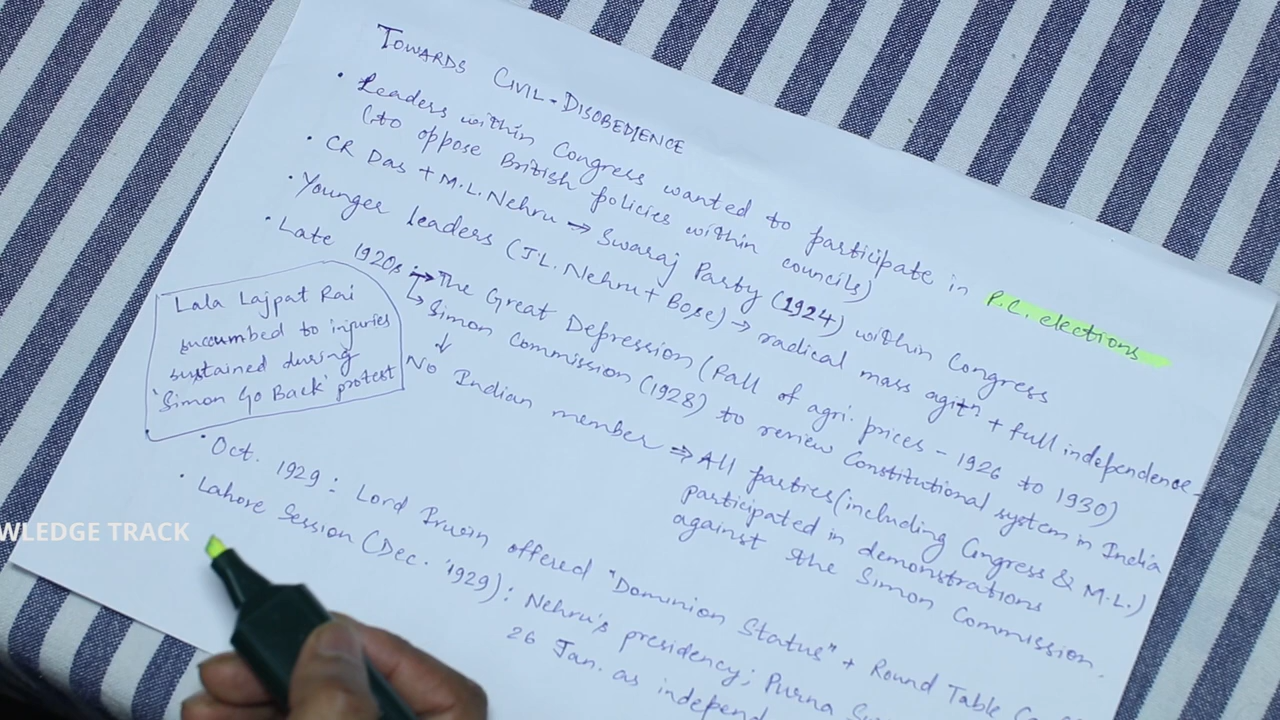 TOWARDS CIVIL-DISOBEDIENCE
• Leaders within Congress wanted to participate in P.C. elections
(to oppose British policies within councils)
• CR Das + M.L. Nehru → Swaraj Party (1924) within Congress
• Younger leaders (JL. Nehru + Bose) → radical mass agitn + full independence
• Late 1920s: → The Great Depression (Fall of agri. prices - 1926 to 1930)
↳ Simon Commission (1928) to review Constitutional system in India
↓
No Indian member ⇒ All parties (including Congress & M.L.)
participated in demonstrations
against the Simon Commission.
Lala Lajpat Rai
succumbed to injuries
sustained during
'Simon Go Back' protest
• Oct. 1929: Lord Irwin offered "Dominion Status" + Round Table
• Lahore Session (Dec. 1929): Nehru's presidency; Purna
26 Jan. as independ
WLEDGE TRACK